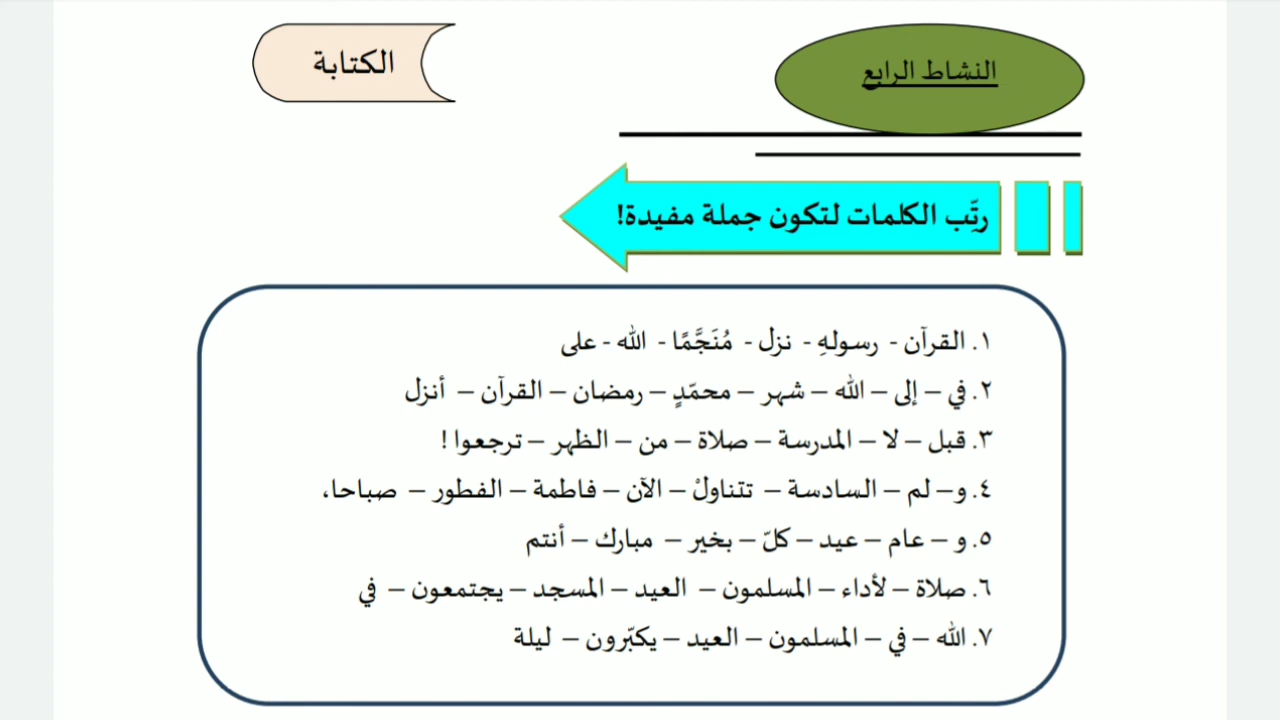 النشاط الرابع
الكتابة
رتِّب الكلمات لتكون جملة مفيدة!
١. القرآن - رسولهِ - نزل - مُنَجَّمًا - الله - على
٢. في – إلى – الله – شهر – محمّدٍ – رمضان – القرآن – أنزل
٣. قبل – لا – المدرسة – صلاة – من – الظهر – ترجعوا !
٤. و– لم – السادسة – تتناولْ – الآن – فاطمة – الفطور – صباحا،
٥. و – عام – عيد – كلّ – بخير – مبارك – أنتم
٦. صلاة – لأداء – المسلمون – العيد – المسجد – يجتمعون – في
٧. الله – في – المسلمون – العيد – يكبّرون – ليلة